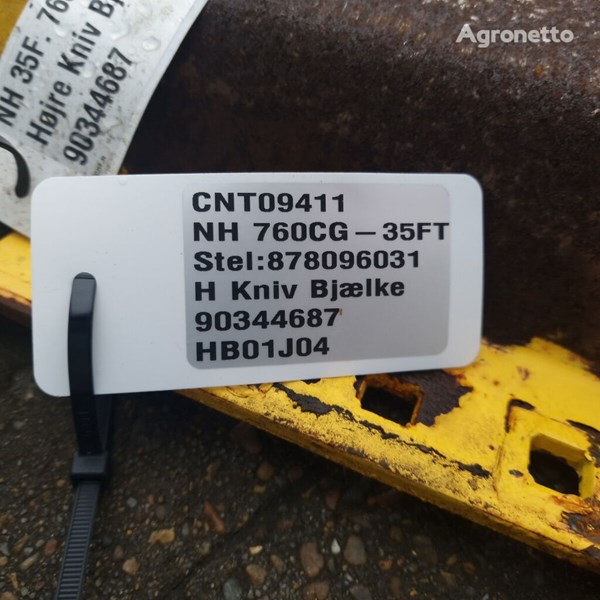 Agronetto
NH 35F. 76
Højre Kniv Bj
90344687
CNT09411
NH 760CG – 35FT
Stel:878096031
H Kniv Bjælke
90344687
HB01J04